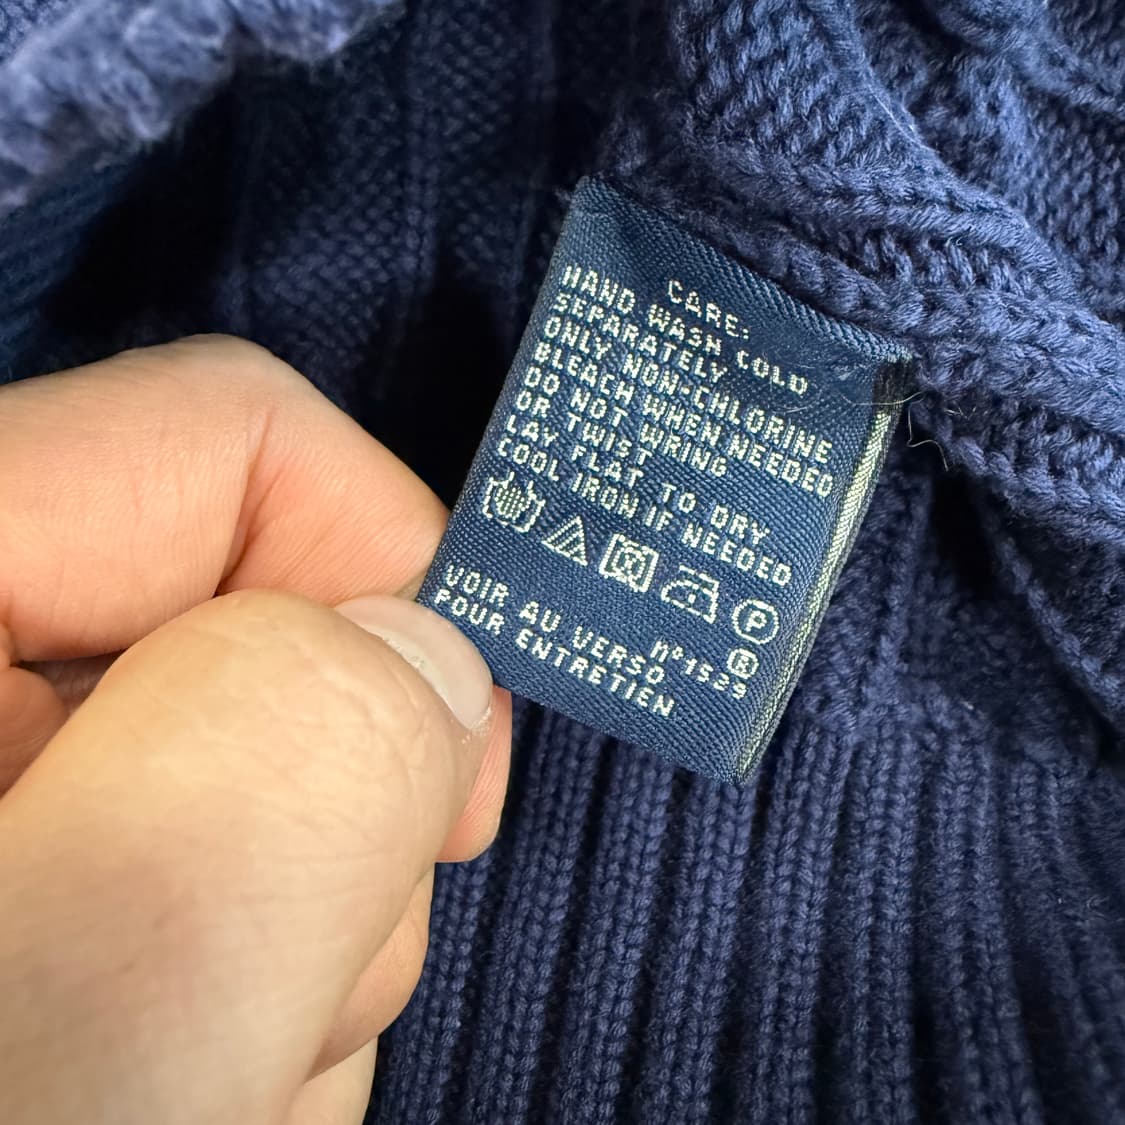 CARE:
HAND WASH COLD
SEPARATELY
ONLY NON-CHLORINE
BLEACH WHEN NEEDED
DO NOT WRING
OR TWIST
LAY FLAT TO DRY
COOL IRON IF NEEDED
P
®
nº1529
VOIR AU VERSO
POUR ENTRETIEN